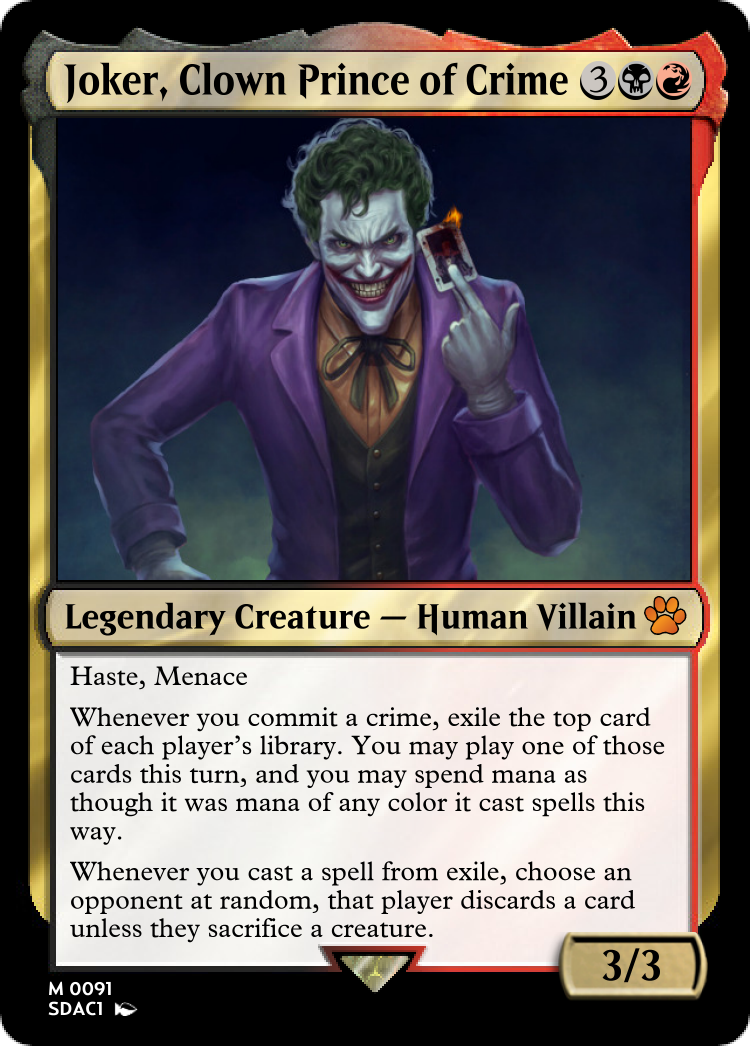 Joker, Clown Prince of Crime 3
Legendary Creature — Human Villain
Haste, Menace
Whenever you commit a crime, exile the top card
of each player's library. You may play one of those
cards this turn, and you may spend mana as
though it was mana of any color it cast spells this
way.
Whenever you cast a spell from exile, choose an
opponent at random, that player discards a card
unless they sacrifice a creature.
3/3
M 0091
SDAC1